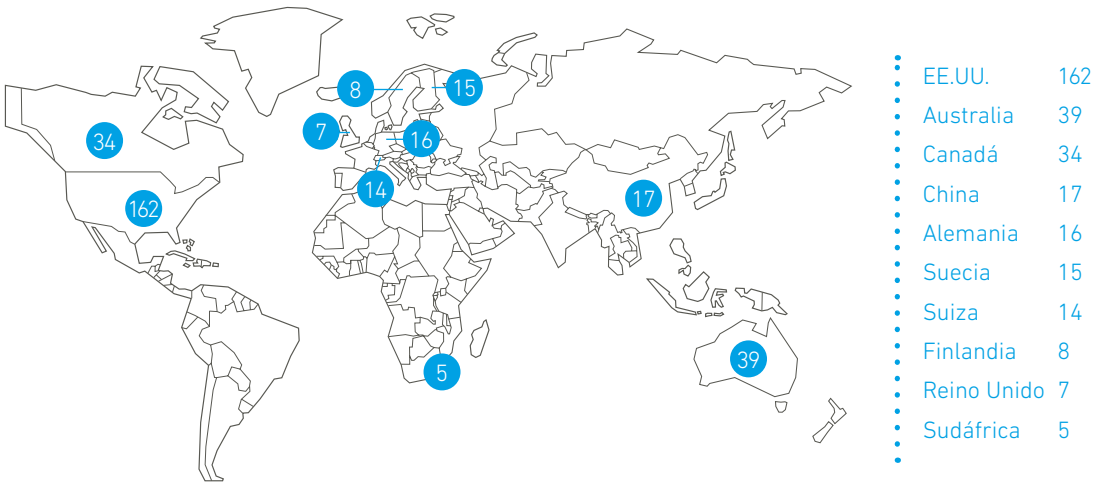 8
15
7
16
34
14
17
162
39
5
EE.UU. 162
Australia 39
Canadá 34
China 17
Alemania 16
Suecia 15
Suiza 14
Finlandia 8
Reino Unido 7
Sudáfrica 5